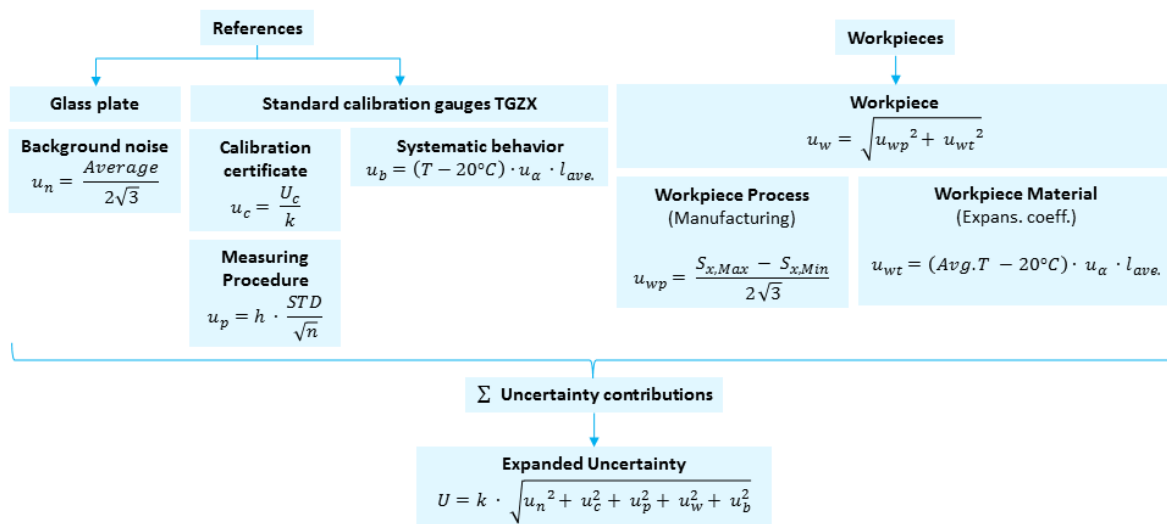 References
Workpieces
Glass plate
Standard calibration gauges TGZX
Workpiece
u_w = √(u_wp² + u_wt²)
Background noise
u_n = Average / 2√3
Calibration
certificate
u_c = U_c / k
Systematic behavior
u_b = (T − 20°C) · u_α · l_ave.
Measuring
Procedure
u_p = h · STD / √n
Workpiece Process
(Manufacturing)
u_wp = (S_x,Max − S_x,Min) / 2√3
Workpiece Material
(Expans. coeff.)
u_wt = (Avg.T − 20°C) · u_α · l_ave.
Σ Uncertainty contributions
Expanded Uncertainty
U = k · √(u_n² + u_c² + u_p² + u_w² + u_b²)